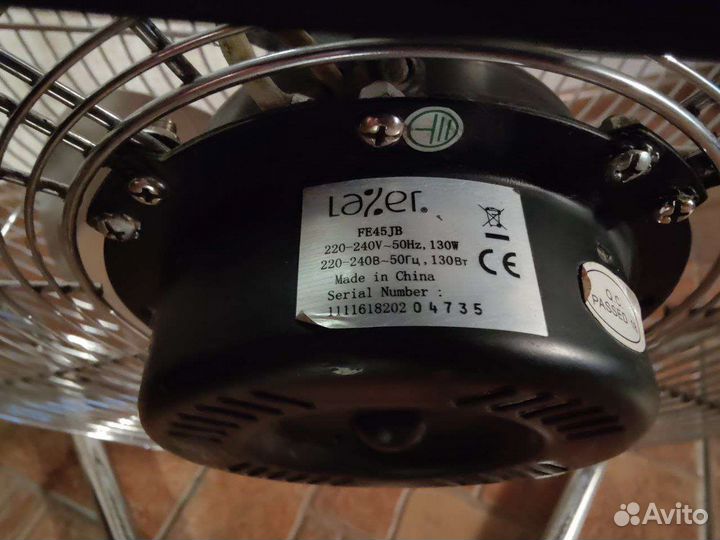 Lazer®
FE45JB
220-240V~50Hz, 130W
220-240В~50Гц, 130Вт
Made in China
Serial Number :
1111618202 04735
CE
Q.C
PASSED
Avito